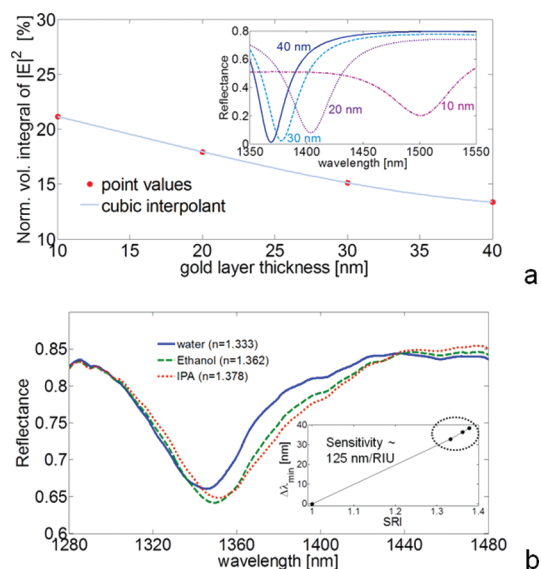 Norm. vol. integral of |E|² [%]
30
25
20
15
10
10 15 20 25 30 35 40
gold layer thickness [nm]
point values
cubic interpolant
Reflectance
0.8
0.6
0.4
0.2
0
1350 1400 1450 1500 1550
wavelength [nm]
40 nm
30 nm
20 nm
10 nm
a
Reflectance
0.85
0.8
0.75
0.7
0.65
0.6
1280 1320 1360 1400 1440 1480
wavelength [nm]
water (n=1.333)
Ethanol (n=1.362)
IPA (n=1.378)
Δλmin [nm]
40
30
20
10
0
1 1.1 1.2 1.3 1.4
SRI
Sensitivity ~
125 nm/RIU
b